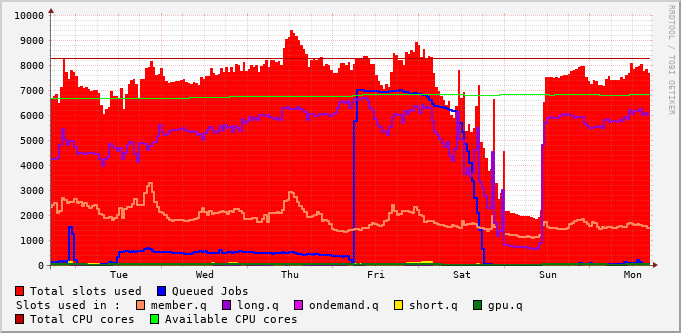 10000
9000
8000
7000
6000
5000
4000
3000
2000
1000
0
Tue Wed Thu Fri Sat Sun Mon
RRDTOOL / TOBI OETIKER
Total slots used Queued Jobs
Slots used in : member.q long.q ondemand.q short.q gpu.q
Total CPU cores Available CPU cores